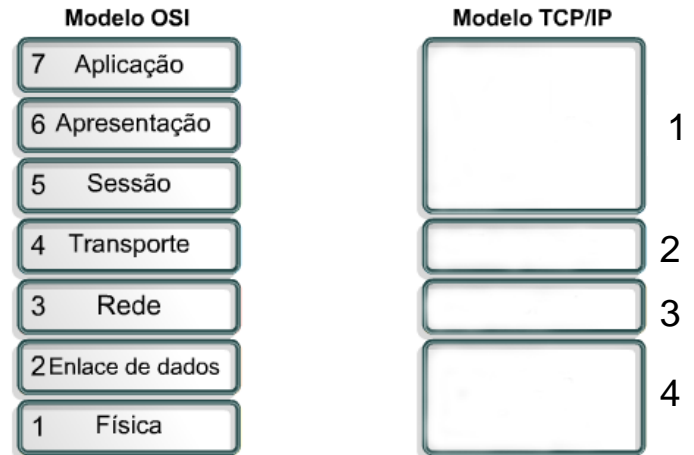 Modelo OSI
7 Aplicação
6 Apresentação
5 Sessão
4 Transporte
3 Rede
2 Enlace de dados
1 Física
Modelo TCP/IP
1
2
3
4